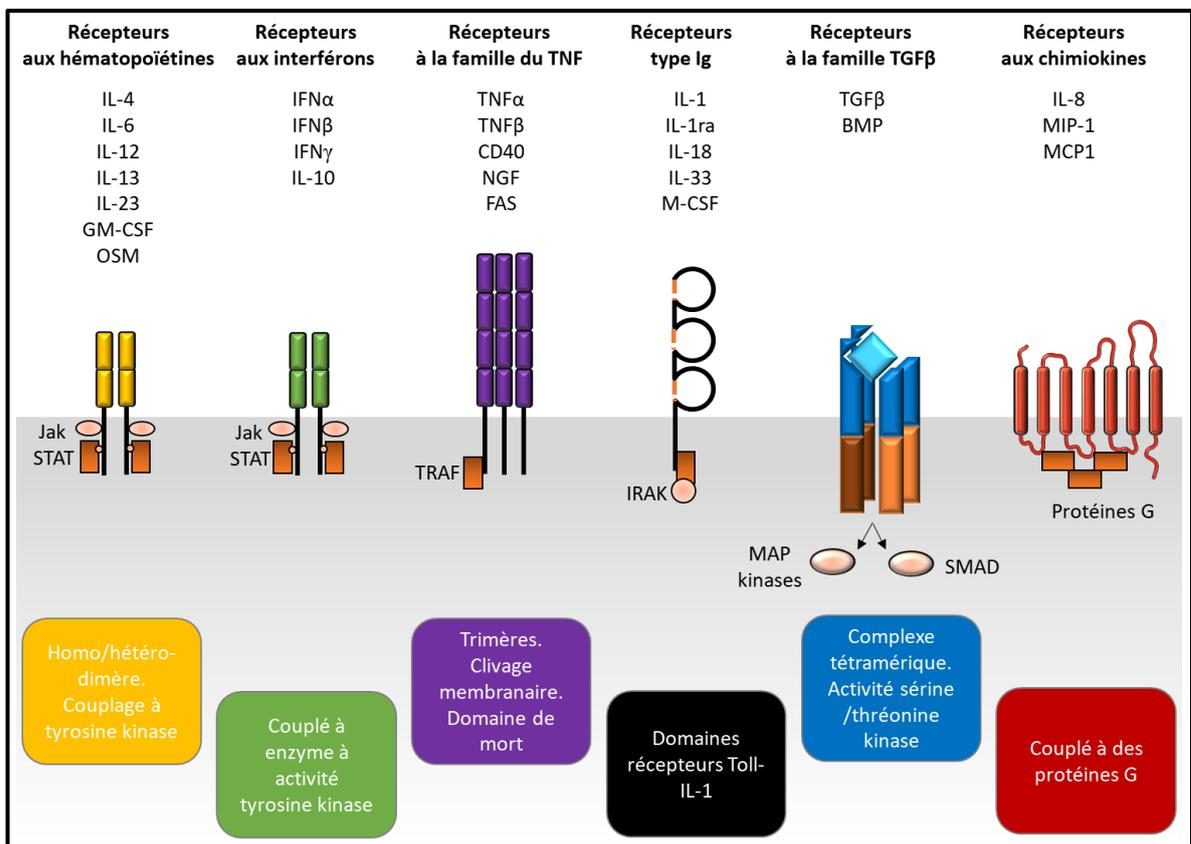 Récepteurs
aux hématopoïétines
IL-4
IL-6
IL-12
IL-13
IL-23
GM-CSF
OSM
Récepteurs
aux interférons
IFNα
IFNβ
IFNγ
IL-10
Récepteurs
à la famille du TNF
TNFα
TNFβ
CD40
NGF
FAS
Récepteurs
type Ig
IL-1
IL-1ra
IL-18
IL-33
M-CSF
Récepteurs
à la famille TGFβ
TGFβ
BMP
Récepteurs
aux chimiokines
IL-8
MIP-1
MCP1
Jak
STAT
Jak
STAT
TRAF
IRAK
MAP
kinases
SMAD
Protéines G
Homo/hétéro-
dimère.
Couplage à
tyrosine kinase
Couplé à
enzyme à
activité
tyrosine kinase
Trimères.
Clivage
membranaire.
Domaine de
mort
Domaines
récepteurs Toll-
IL-1
Complexe
tétramérique.
Activité sérine
/thréonine
kinase
Couplé à des
protéines G